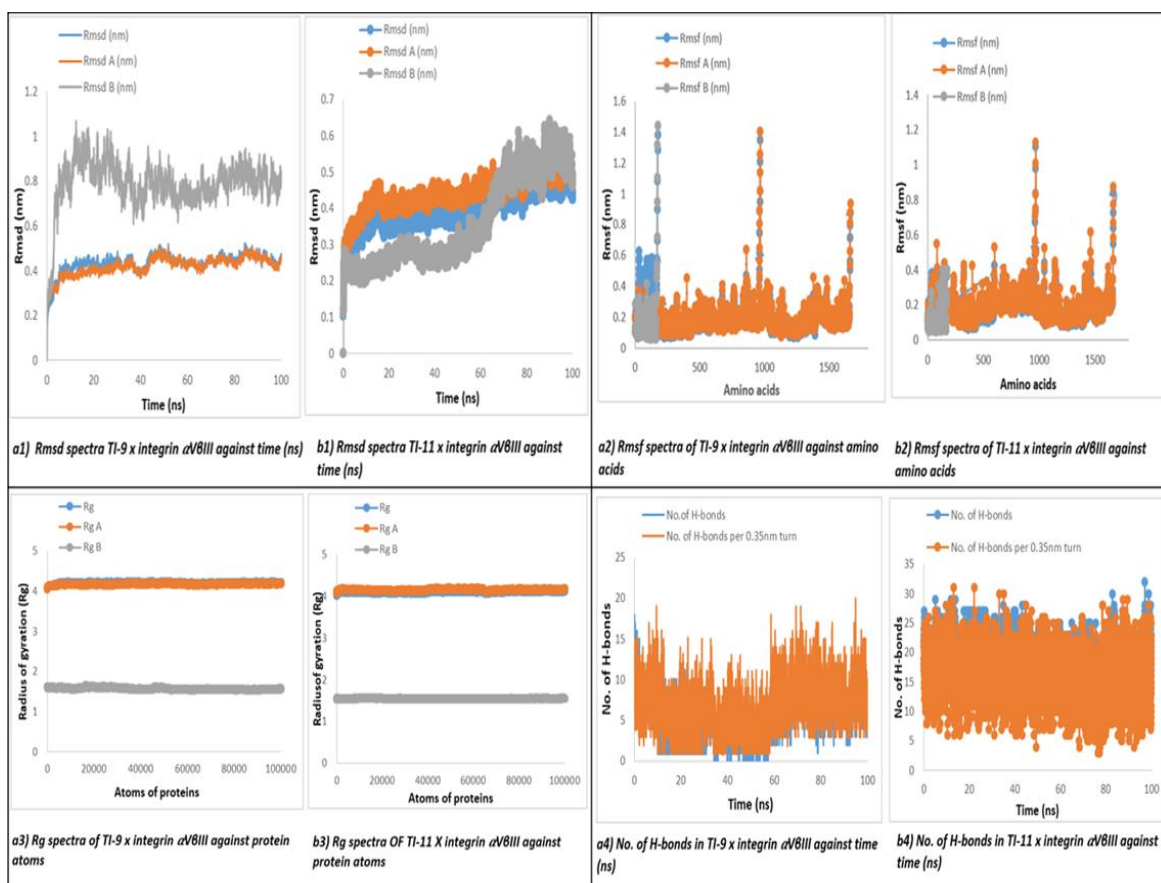 Rmsd (nm)
Rmsd A (nm)
Rmsd B (nm)
1.2
1
0.8
0.6
0.4
0.2
0
Rmsd (nm)
0 20 40 60 80 100
Time (ns)
a1) Rmsd spectra TI-9 x integrin αVβIII against time (ns)
Rmsd (nm)
Rmsd A (nm)
Rmsd B (nm)
0.7
0.6
0.5
0.4
0.3
0.2
0.1
0
Rmsd (nm)
0 20 40 60 80 100
Time (ns)
b1) Rmsd spectra TI-11 x integrin αVβIII against
time (ns)
Rmsf (nm)
Rmsf A (nm)
Rmsf B (nm)
1.6
1.4
1.2
1
0.8
0.6
0.4
0.2
0
Rmsf (nm)
0 500 1000 1500
Amino acids
a2) Rmsf spectra of TI-9 x integrin αVβIII against amino
acids
Rmsf (nm)
Rmsf A (nm)
Rmsf B (nm)
1.4
1.2
1
0.8
0.6
0.4
0.2
0
Rmsf (nm)
0 500 1000 1500
Amino acids
b2) Rmsf spectra of TI-11 x integrin αVβIII against
amino acids
Rg
Rg A
Rg B
5
4
3
2
1
0
Radius of gyration (Rg)
0 20000 40000 60000 80000 100000
Atoms of proteins
a3) Rg spectra of TI-9 x integrin αVβIII against protein
atoms
Rg
Rg A
Rg B
5
4
3
2
1
0
Radiusof gyration (Rg)
0 20000 40000 60000 80000 100000
Atoms of proteins
b3) Rg spectra OF TI-11 X integrin αVβIII against
protein atoms
No.of H-bonds
No. of H-bonds per 0.35nm turn
25
20
15
10
5
0
No. of H-bonds
0 20 40 60 80 100
Time (ns)
a4) No. of H-bonds in TI-9 x integrin αVβIII against time
(ns)
No. of H-bonds
No. of H-bonds per 0.35nm turn
35
30
25
20
15
10
5
0
No. of H-bonds
0 20 40 60 80 100
Time (ns)
b4) No. of H-bonds in TI-11 x integrin αVβIII against
time (ns)